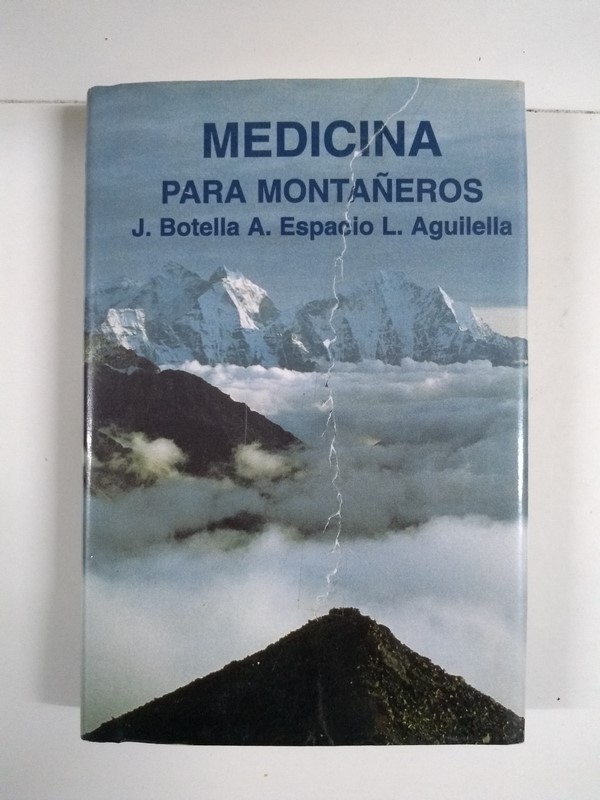 MEDICINA
PARA MONTAÑEROS
J. Botella A. Espacio L. Aguilella